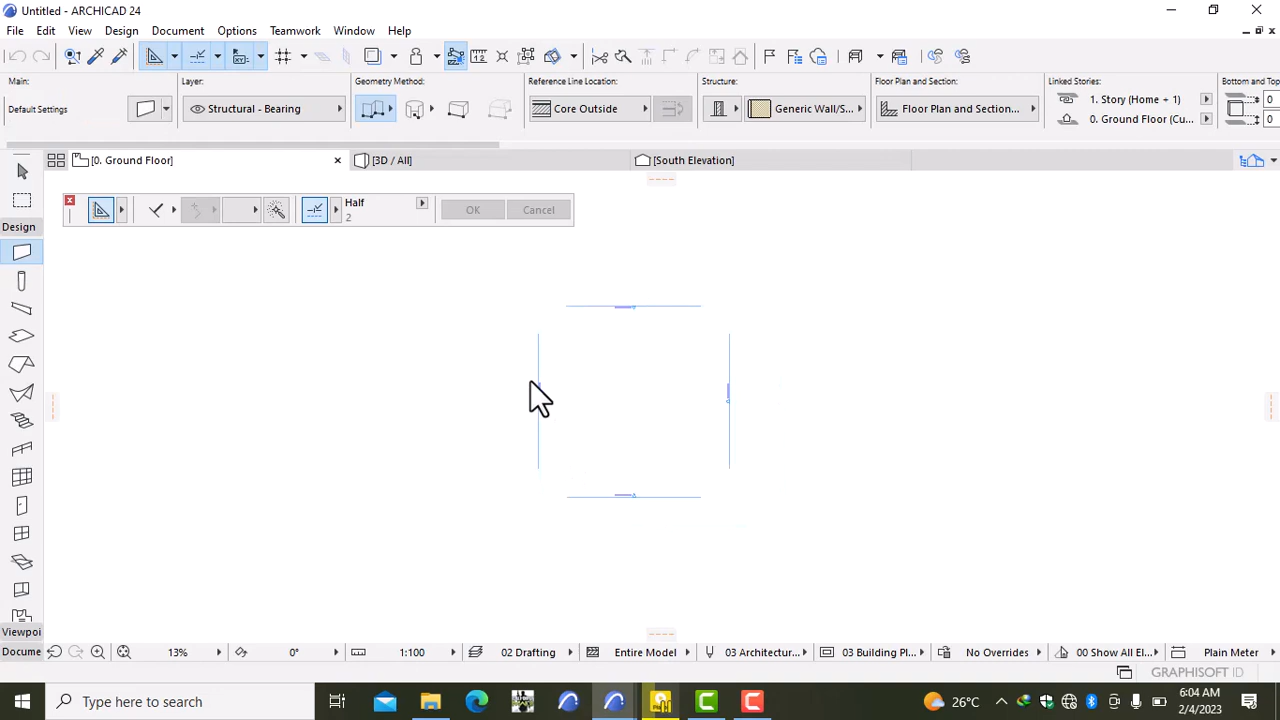 Untitled - ARCHICAD 24
File Edit View Design Document Options Teamwork Window Help
Main:
Default Settings
Layer:
Structural - Bearing
Geometry Method:
Reference Line Location:
Core Outside
Structure:
Generic Wall/S...
Floor Plan and Section:
Floor Plan and Section...
Linked Stories:
1. Story (Home + 1)
0. Ground Floor (Cu...
Bottom and Top
0
0
[0. Ground Floor]
[3D / All]
[South Elevation]
Half
2
OK
Cancel
Design
Viewpoi
Docume
13%
0°
1:100
02 Drafting
Entire Model
03 Architectur...
03 Building Pl...
No Overrides
00 Show All El...
Plain Meter
GRAPHISOFT ID
Type here to search
26°C
6:04 AM
2/4/2023